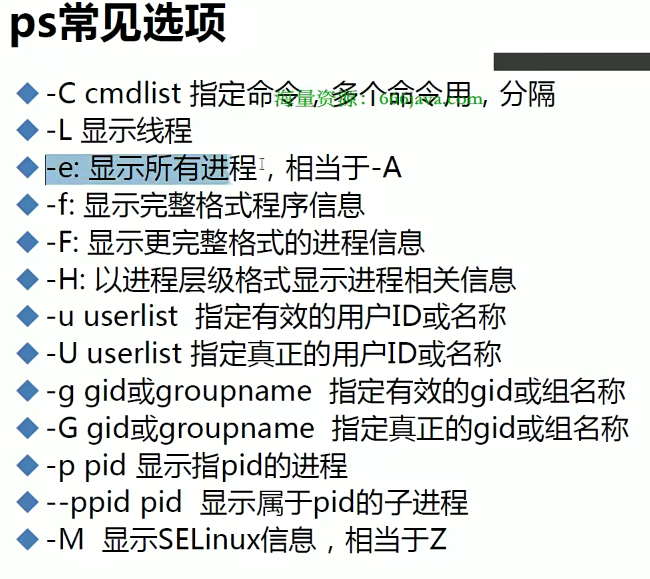 ps常见选项
-C cmdlist 指定命令，多个命令用，分隔
海量资源：666java.com
-L 显示线程
-e: 显示所有进程，相当于-A
-f: 显示完整格式程序信息
-F: 显示更完整格式的进程信息
-H: 以进程层级格式显示进程相关信息
-u userlist  指定有效的用户ID或名称
-U userlist 指定真正的用户ID或名称
-g gid或groupname  指定有效的gid或组名称
-G gid或groupname  指定真正的gid或组名称
-p pid 显示指pid的进程
--ppid pid  显示属于pid的子进程
-M  显示SELinux信息，相当于Z